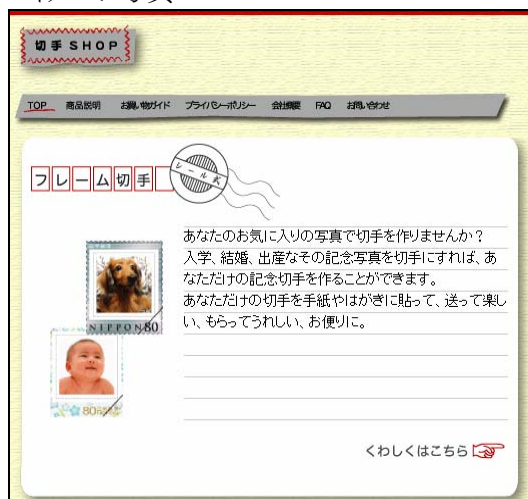 切手 SHOP
TOP 商品説明 お買い物ガイド プライバシーポリシー 会社概要 FAQ お問い合わせ
フレーム切手
シール式
あなたのお気に入りの写真で切手を作りませんか？
入学、結婚、出産なその記念写真を切手にすれば、あ
なただけの記念切手を作ることができます。
あなただけの切手を手紙やはがきに貼って、送って楽し
い、もらってうれしい、お便りに。
NIPPON 80
80
くわしくはこちら